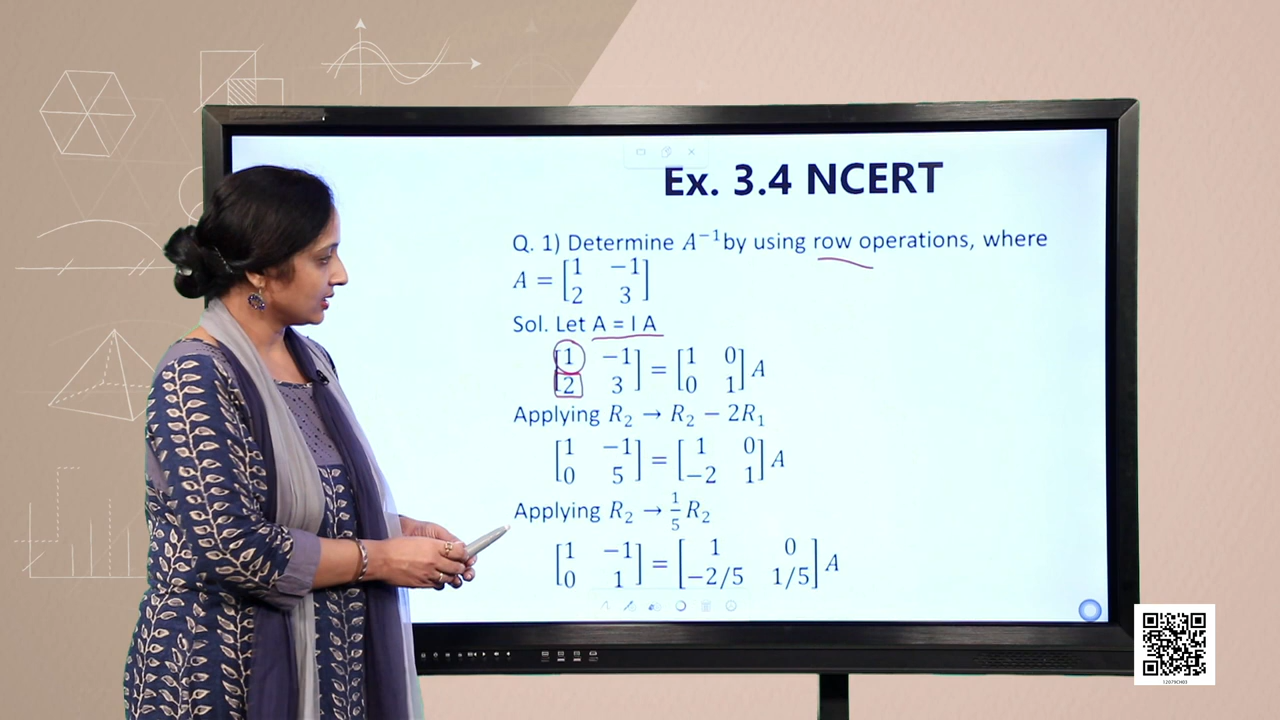 Ex. 3.4 NCERT
Q. 1) Determine A⁻¹ by using row operations, where
A = [1 −1
2 3]
Sol. Let A = I A
[1 −1
2 3] = [1 0
0 1] A
Applying R₂ → R₂ − 2R₁
[1 −1
0 5] = [1 0
−2 1] A
Applying R₂ → 1/5 R₂
[1 −1
0 1] = [1 0
−2/5 1/5] A
12079CH03